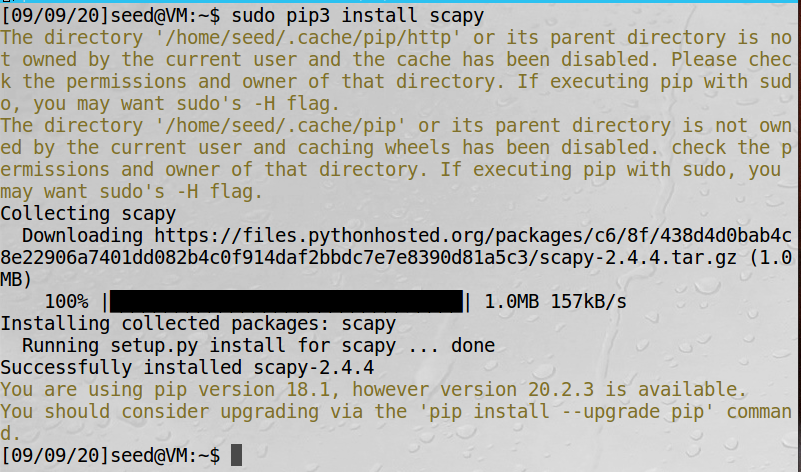 [09/09/20]seed@VM:~$ sudo pip3 install scapy
The directory '/home/seed/.cache/pip/http' or its parent directory is no
t owned by the current user and the cache has been disabled. Please chec
k the permissions and owner of that directory. If executing pip with sud
o, you may want sudo's -H flag.
The directory '/home/seed/.cache/pip' or its parent directory is not own
ed by the current user and caching wheels has been disabled. check the p
ermissions and owner of that directory. If executing pip with sudo, you
may want sudo's -H flag.
Collecting scapy
  Downloading https://files.pythonhosted.org/packages/c6/8f/438d4d0bab4c
8e22906a7401dd082b4c0f914daf2bbdc7e7e8390d81a5c3/scapy-2.4.4.tar.gz (1.0
MB)
    100% |████████████████████████████████| 1.0MB 157kB/s
Installing collected packages: scapy
  Running setup.py install for scapy ... done
Successfully installed scapy-2.4.4
You are using pip version 18.1, however version 20.2.3 is available.
You should consider upgrading via the 'pip install --upgrade pip' comman
d.
[09/09/20]seed@VM:~$